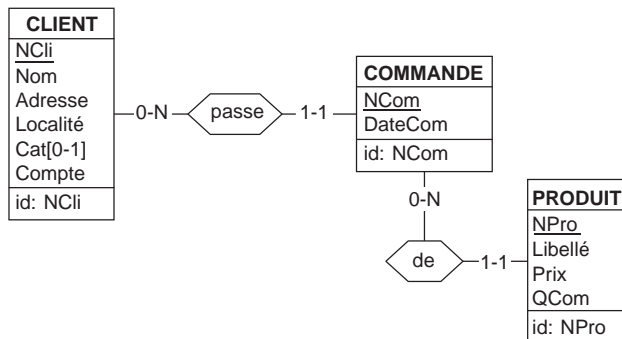 CLIENT
NCli
Nom
Adresse
Localité
Cat[0-1]
Compte
id: NCli
0-N
passe
1-1
COMMANDE
NCom
DateCom
id: NCom
0-N
de
1-1
PRODUIT
NPro
Libellé
Prix
QCom
id: NPro